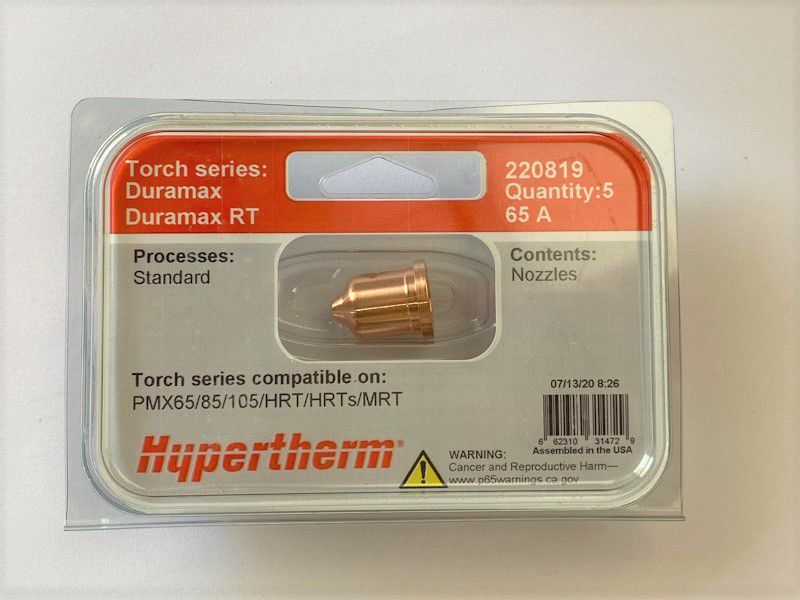 Torch series:
Duramax
Duramax RT
220819
Quantity:5
65 A
Processes:
Standard
Contents:
Nozzles
Torch series compatible on:
PMX65/85/105/HRT/HRTs/MRT
07/13/20 8:26
6 62310 31472 9
Assembled in the USA
Hypertherm®
WARNING:
Cancer and Reproductive Harm—
www.p65warnings.ca.gov